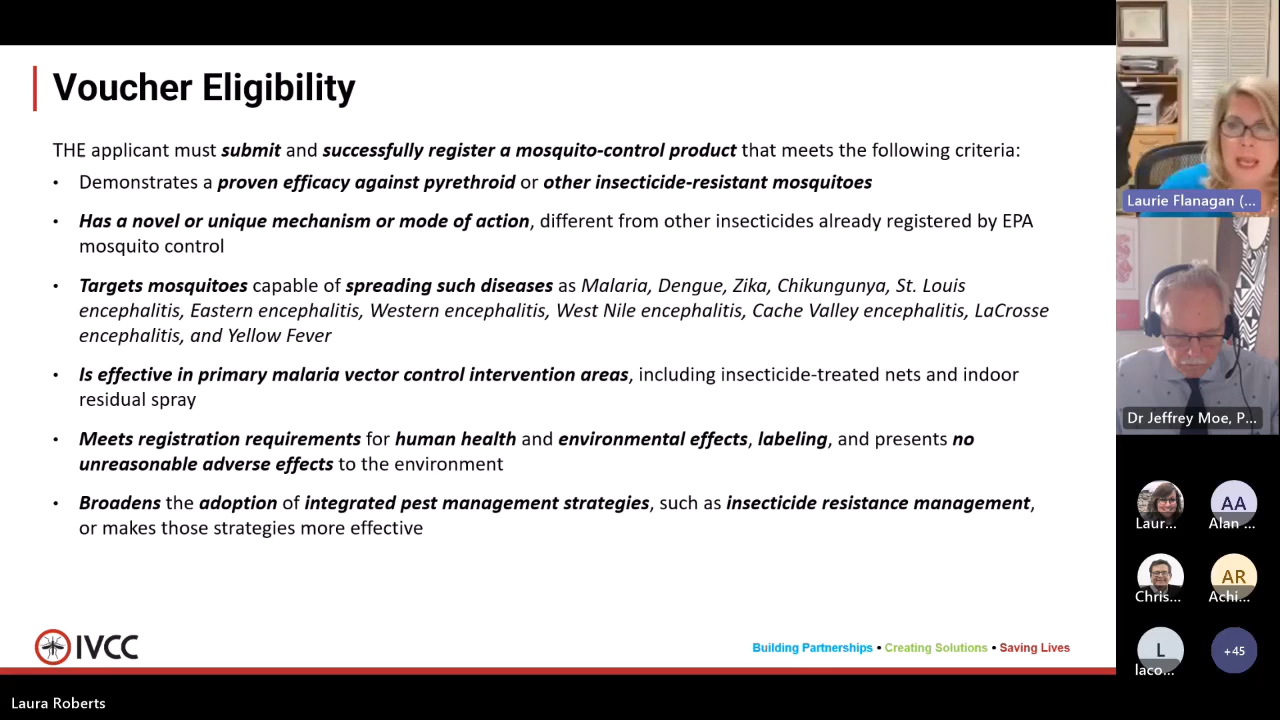 Voucher Eligibility
THE applicant must submit and successfully register a mosquito-control product that meets the following criteria:
• Demonstrates a proven efficacy against pyrethroid or other insecticide-resistant mosquitoes
• Has a novel or unique mechanism or mode of action, different from other insecticides already registered by EPA
mosquito control
• Targets mosquitoes capable of spreading such diseases as Malaria, Dengue, Zika, Chikungunya, St. Louis
encephalitis, Eastern encephalitis, Western encephalitis, West Nile encephalitis, Cache Valley encephalitis, LaCrosse
encephalitis, and Yellow Fever
• Is effective in primary malaria vector control intervention areas, including insecticide-treated nets and indoor
residual spray
• Meets registration requirements for human health and environmental effects, labeling, and presents no
unreasonable adverse effects to the environment
• Broadens the adoption of integrated pest management strategies, such as insecticide resistance management,
or makes those strategies more effective
IVCC
Building Partnerships • Creating Solutions • Saving Lives
Laura Roberts
Laurie Flanagan (...
Dr Jeffrey Moe, P...
Laur...
AA
Alan ...
Chris...
AR
Achi...
L
Iaco...
+45